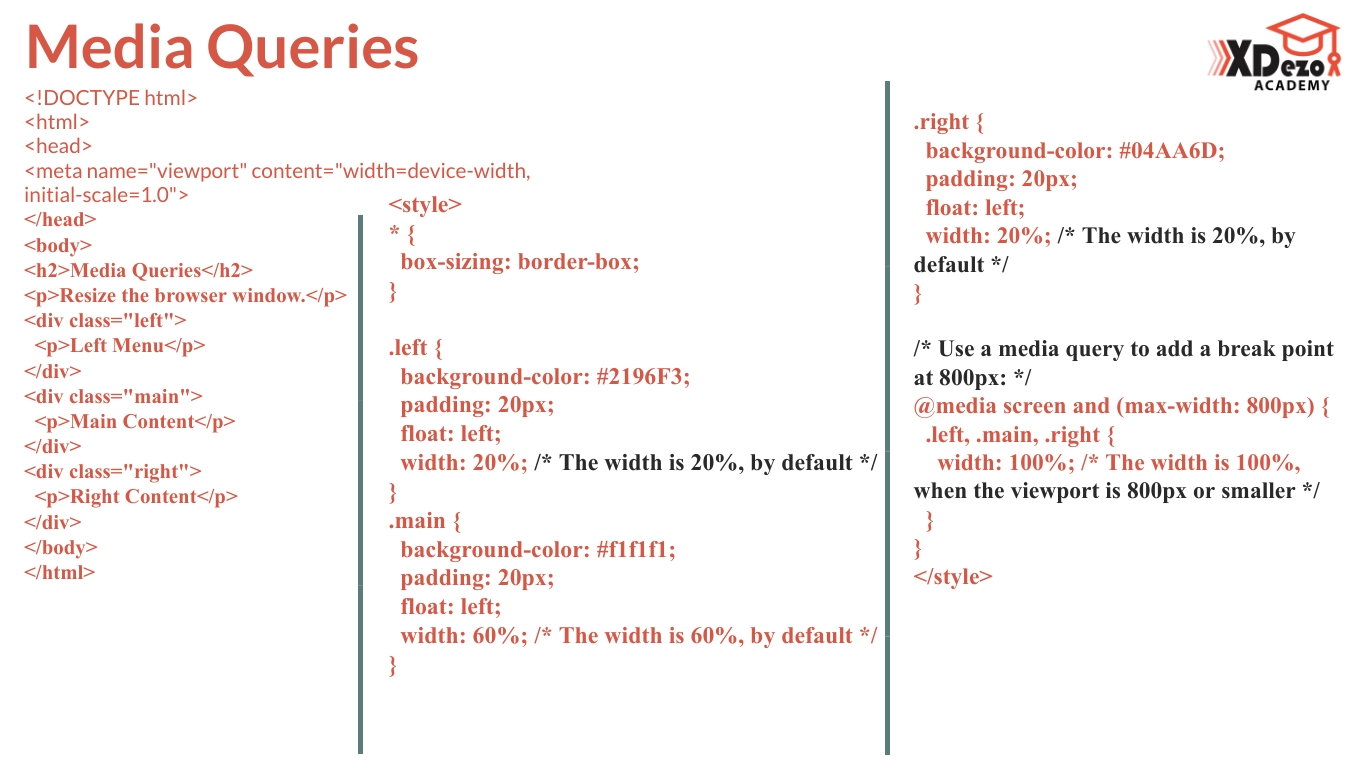 Media Queries
XDezo
ACADEMY
<!DOCTYPE html>
<html>
<head>
<meta name="viewport" content="width=device-width,
initial-scale=1.0">
</head>
<body>
<h2>Media Queries</h2>
<p>Resize the browser window.</p>
<div class="left">
  <p>Left Menu</p>
</div>
<div class="main">
  <p>Main Content</p>
</div>
<div class="right">
  <p>Right Content</p>
</div>
</body>
</html>
<style>
* {
  box-sizing: border-box;
}
.left {
  background-color: #2196F3;
  padding: 20px;
  float: left;
  width: 20%; /* The width is 20%, by default */
}
.main {
  background-color: #f1f1f1;
  padding: 20px;
  float: left;
  width: 60%; /* The width is 60%, by default */
}
.right {
  background-color: #04AA6D;
  padding: 20px;
  float: left;
  width: 20%; /* The width is 20%, by
default */
}
/* Use a media query to add a break point
at 800px: */
@media screen and (max-width: 800px) {
  .left, .main, .right {
    width: 100%; /* The width is 100%,
when the viewport is 800px or smaller */
  }
}
</style>